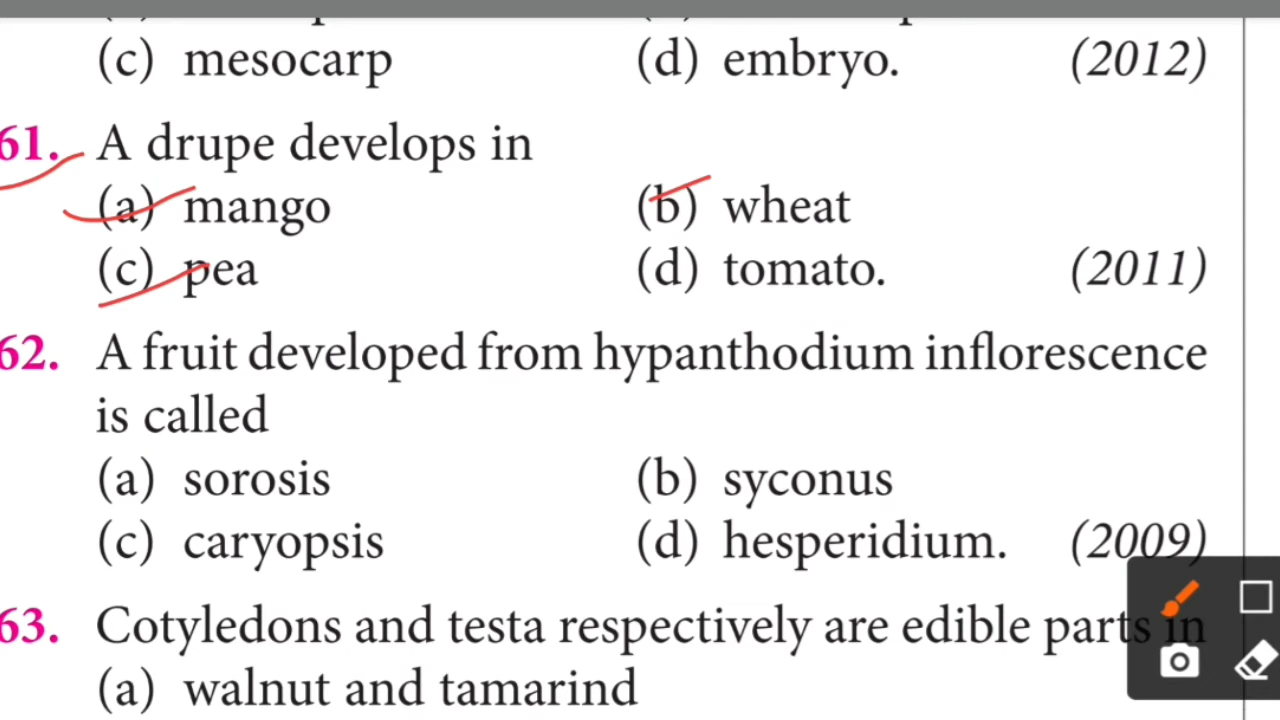 (c) mesocarp (d) embryo. (2012)
61. A drupe develops in
(a) mango (b) wheat
(c) pea (d) tomato. (2011)
62. A fruit developed from hypanthodium inflorescence
is called
(a) sorosis (b) syconus
(c) caryopsis (d) hesperidium. (2009)
63. Cotyledons and testa respectively are edible parts in
(a) walnut and tamarind